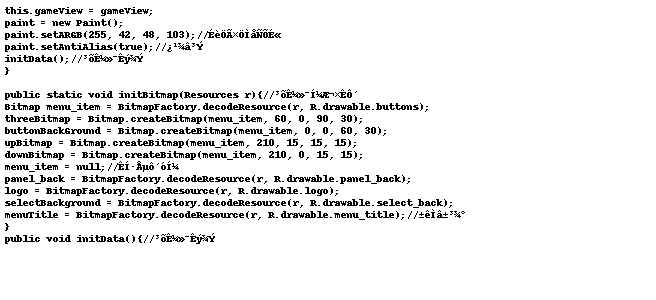 this.gameView = gameView;
paint = new Paint();
paint.setARGB(255, 42, 48, 103);//ÉèÖÃ×ÖÌåÑÕÉ«
paint.setAntiAlias(true);//¿¹¾â³Ý
initData();//³õÊ¼»¯Êý¾Ý
}
public static void initBitmap(Resources r){//³õÊ¼»¯Í¼Æ¬×ÊÔ´
Bitmap menu_item = BitmapFactory.decodeResource(r, R.drawable.buttons);
threeBitmap = Bitmap.createBitmap(menu_item, 60, 0, 90, 30);
buttonBackGround = Bitmap.createBitmap(menu_item, 0, 0, 60, 30);
upBitmap = Bitmap.createBitmap(menu_item, 210, 15, 15, 15);
downBitmap = Bitmap.createBitmap(menu_item, 210, 0, 15, 15);
menu_item = null;//ÊÍ·Åµô´óÍ¼
panel_back = BitmapFactory.decodeResource(r, R.drawable.panel_back);
logo = BitmapFactory.decodeResource(r, R.drawable.logo);
selectBackground = BitmapFactory.decodeResource(r, R.drawable.select_back);
menuTitle = BitmapFactory.decodeResource(r, R.drawable.menu_title);//±êÌâ±³¾°
}
public void initData(){//³õÊ¼»¯Êý¾Ý